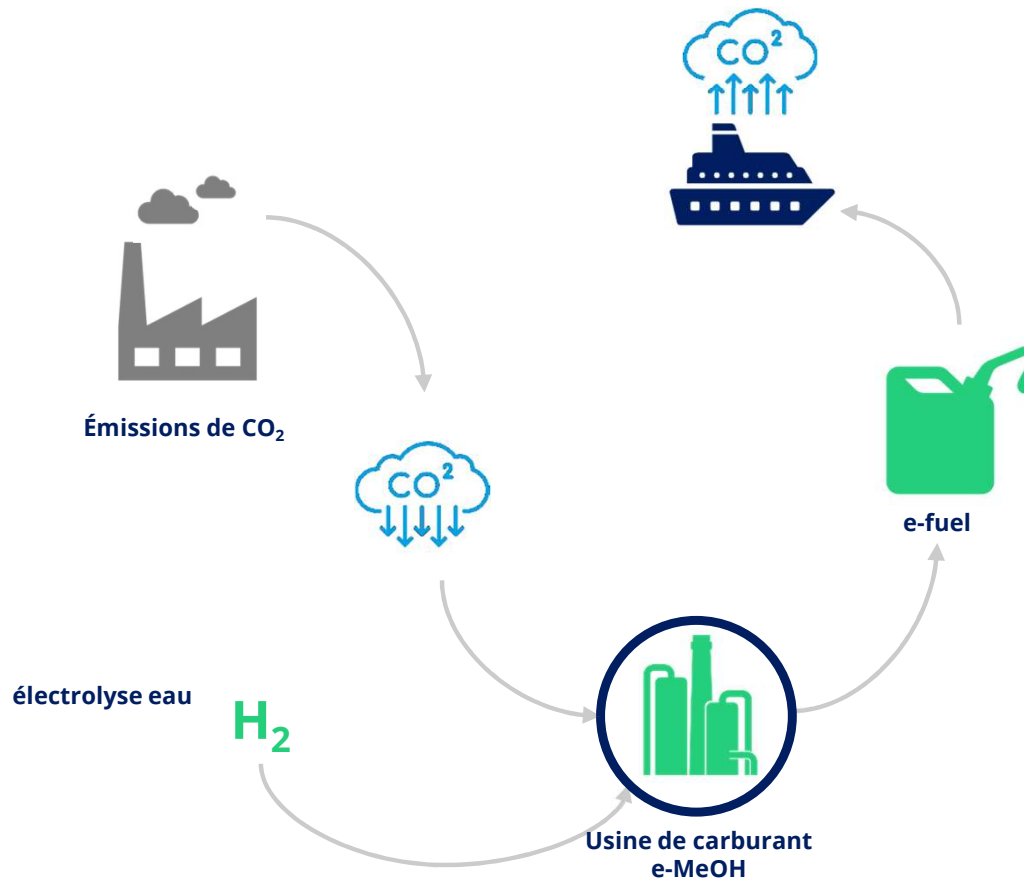 CO²
Émissions de CO₂
CO²
e-fuel
électrolyse eau
H₂
Usine de carburant
e-MeOH